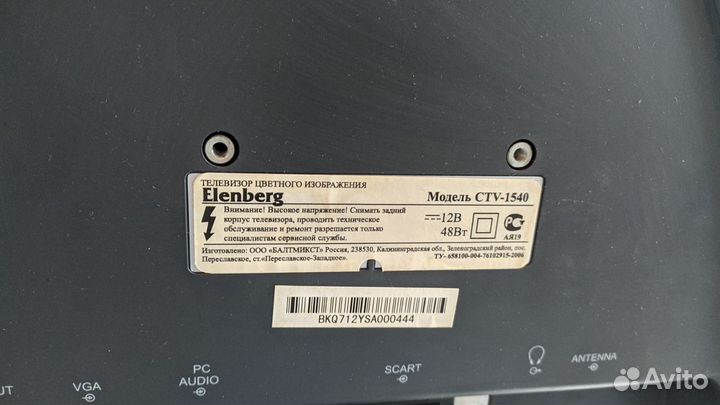 ТЕЛЕВИЗОР ЦВЕТНОГО ИЗОБРАЖЕНИЯ
Elenberg Модель CTV-1540
Внимание! Высокое напряжение! Снимать задний
корпус телевизора, проводить техническое
обслуживание и ремонт разрешается только
специалистам сервисной службы.
12В
48Вт
РС
АЯ19
Изготовлено: ООО «БАЛТМИКСТ» Россия, 238530, Калининградская обл., Зеленоградский район, пос.
Переславское, ст.«Переславское-Западное». ТУ- 658100-004-76102915-2006
BKQ712YSA000444
UT
VGA
PC
AUDIO
SCART
ANTENNA
Avito